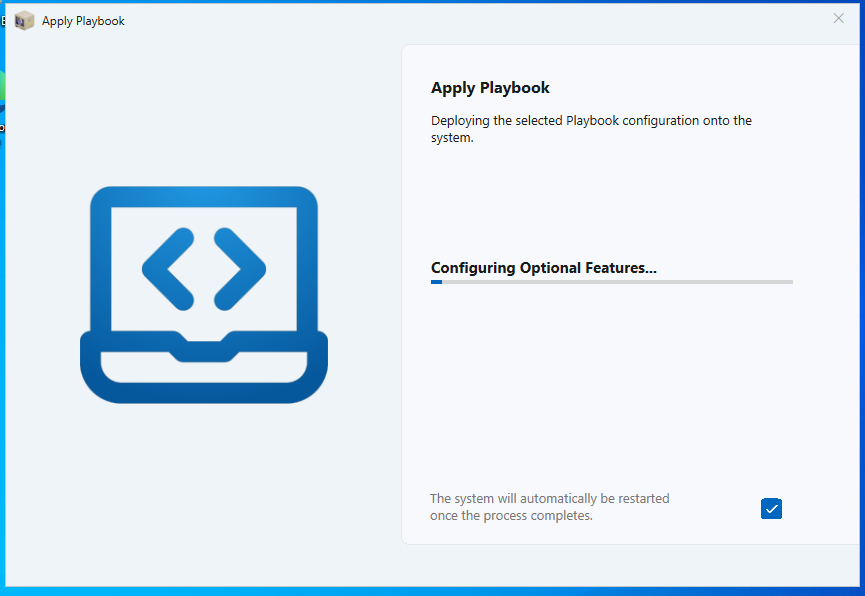 Apply Playbook
Apply Playbook
Deploying the selected Playbook configuration onto the
system.
Configuring Optional Features...
The system will automatically be restarted
once the process completes.